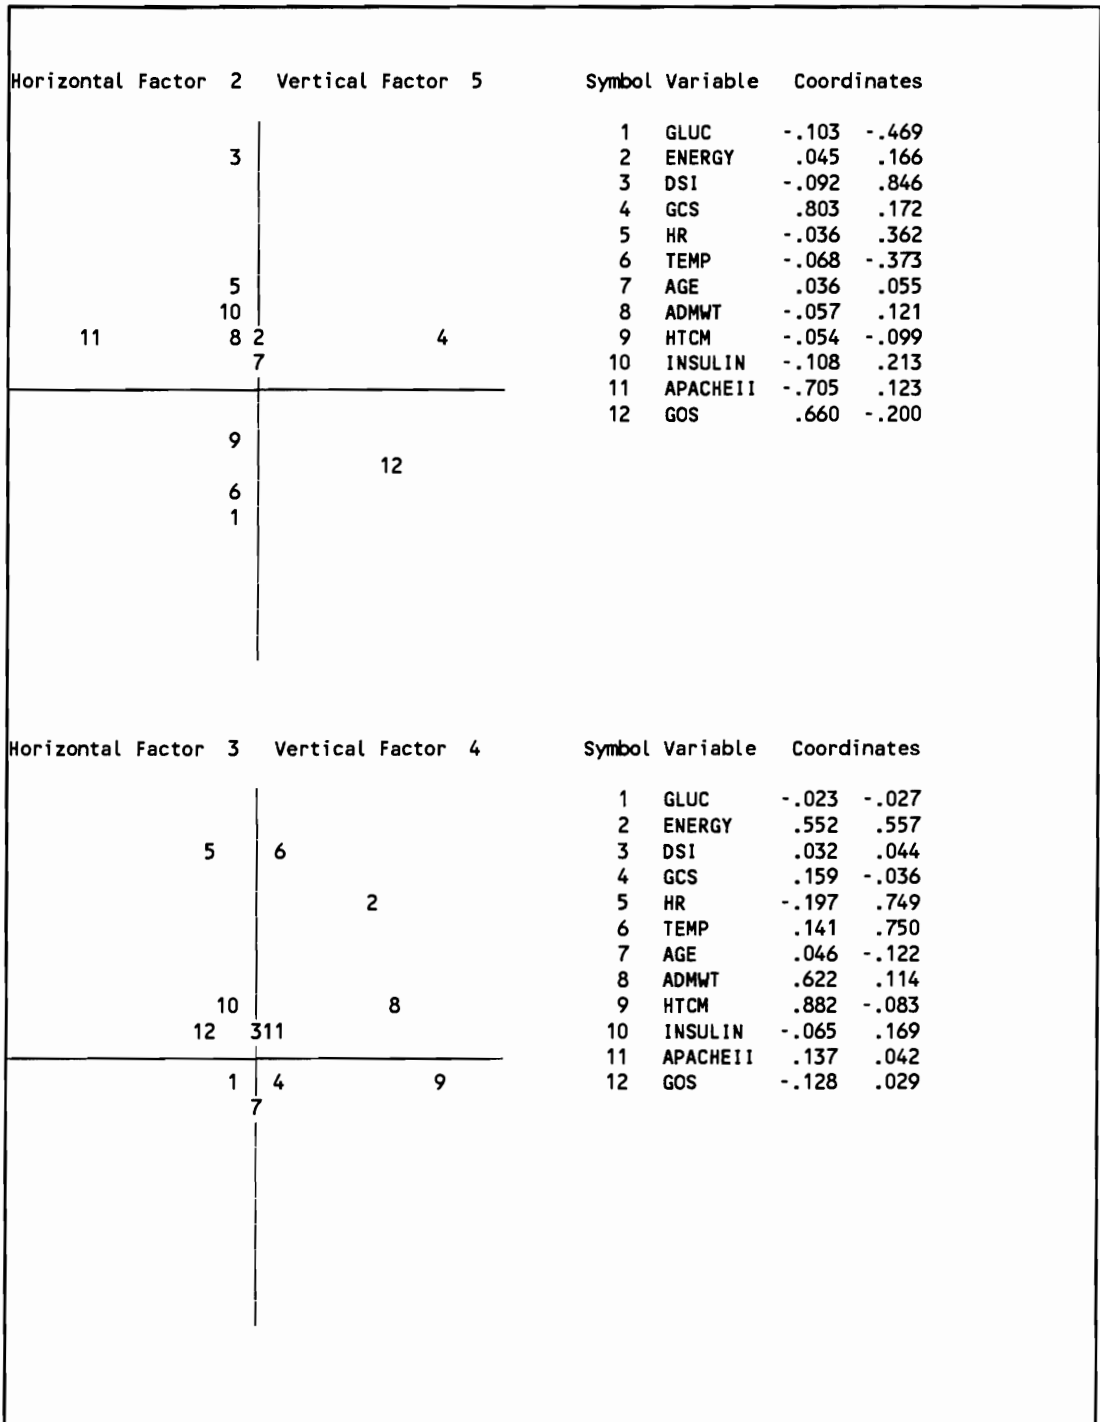 Horizontal Factor 2 Vertical Factor 5 Symbol Variable Coordinates
1 GLUC -.103 -.469
3 2 ENERGY .045 .166
3 DSI -.092 .846
4 GCS .803 .172
5 HR -.036 .362
6 TEMP -.068 -.373
5 7 AGE .036 .055
10 8 ADMWT -.057 .121
11 8 2 4 9 HTCM -.054 -.099
7 10 INSULIN -.108 .213
11 APACHEII -.705 .123
12 GOS .660 -.200
9
12
6
1
Horizontal Factor 3 Vertical Factor 4 Symbol Variable Coordinates
1 GLUC -.023 -.027
2 ENERGY .552 .557
5 6 3 DSI .032 .044
4 GCS .159 -.036
2 5 HR -.197 .749
6 TEMP .141 .750
7 AGE .046 -.122
8 ADMWT .622 .114
10 8 9 HTCM .882 -.083
12 311 10 INSULIN -.065 .169
11 APACHEII .137 .042
1 4 9 12 GOS -.128 .029
7